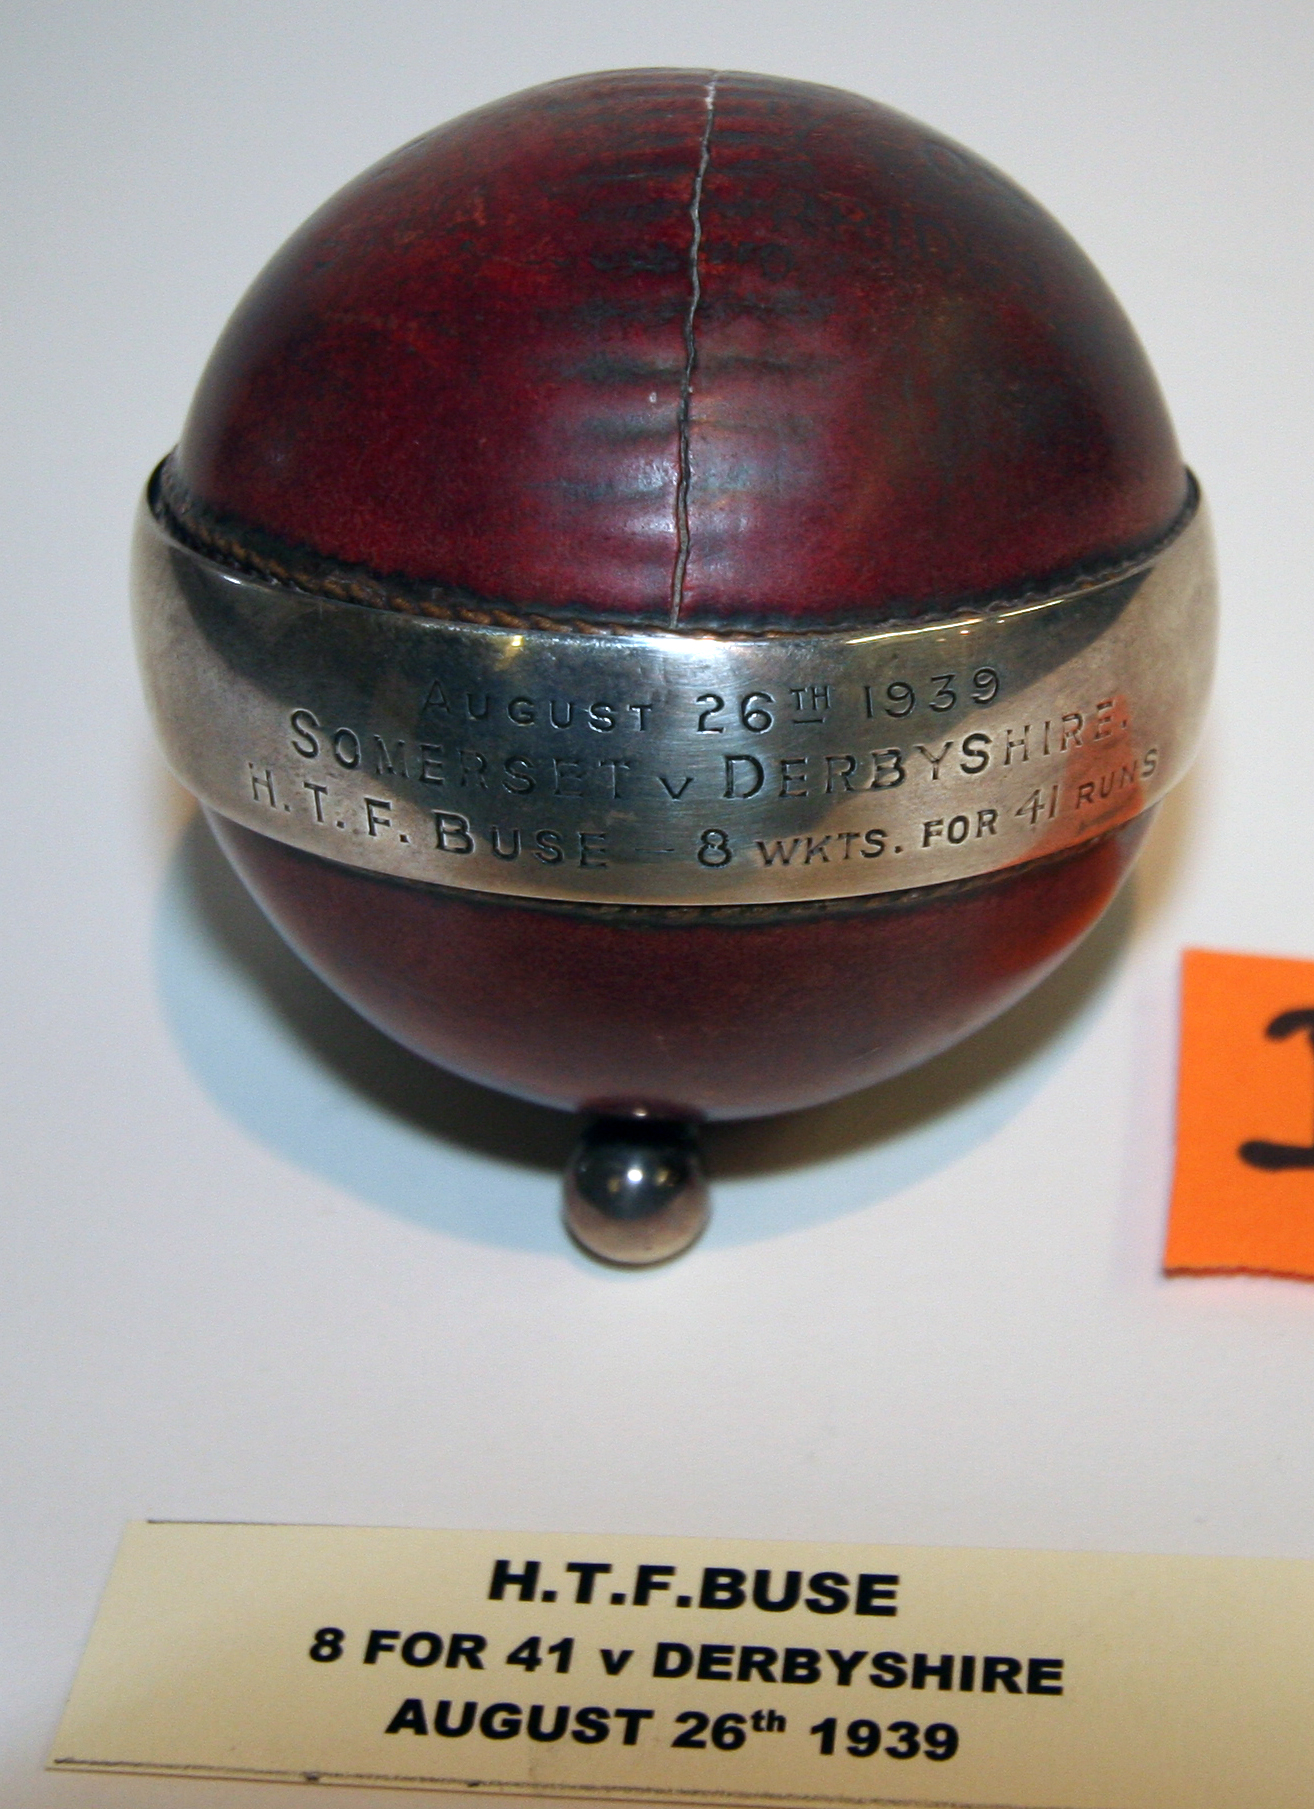 AUGUST 26TH 1939
SOMERSET V DERBYSHIRE.
H.T.F. BUSE – 8 WKTS. FOR 41 RUNS
H.T.F.BUSE
8 FOR 41 v DERBYSHIRE
AUGUST 26th 1939